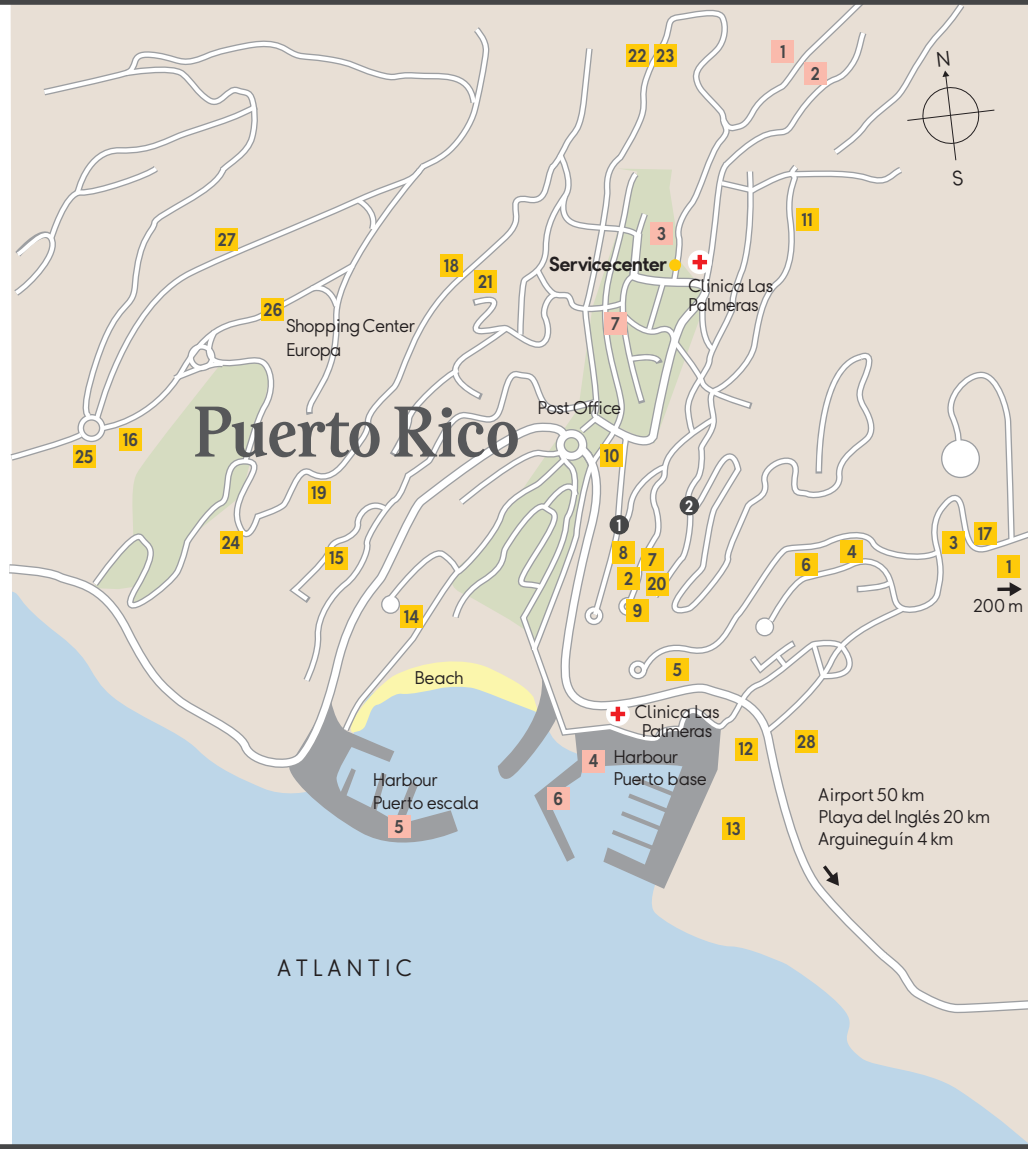 22
23
1
2
N
S
11
3
27
18
Servicecenter
21
Clinica Las
Palmeras
26
Shopping Center
Europa
7
Puerto Rico
Post Office
16
25
10
19
2
1
24
15
8
7
2
20
9
6
4
3
17
1
200 m
14
5
Beach
Clinica Las
Palmeras
12
28
4
Harbour
Puerto base
Harbour
Puerto escala
6
5
13
Airport 50 km
Playa del Inglés 20 km
Arguineguín 4 km
ATLANTIC